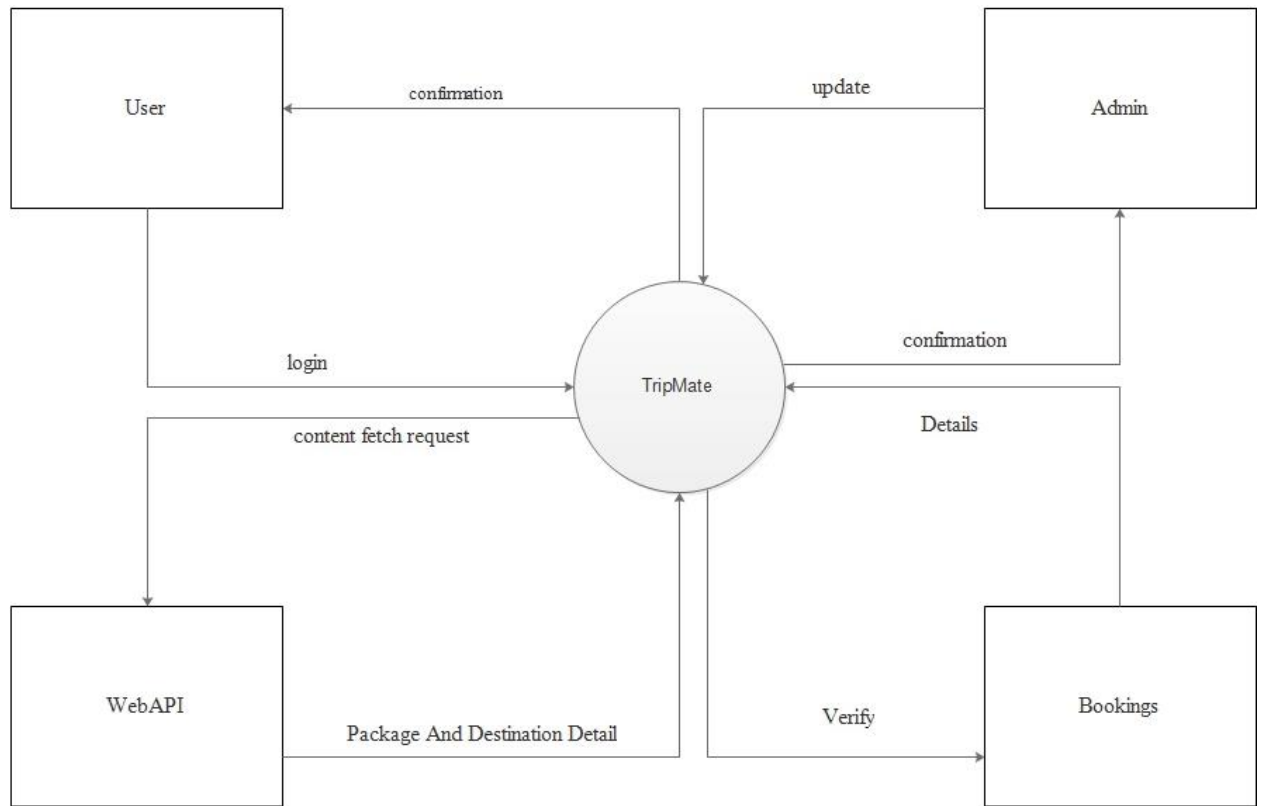 User
confirmation
update
Admin
login
confirmation
TripMate
content fetch request
Details
WebAPI
Package And Destination Detail
Verify
Bookings